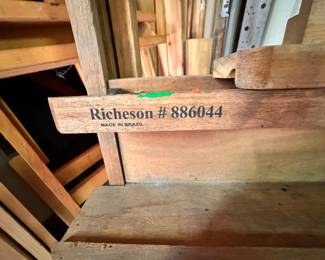 Richeson # 886044
MADE IN BRAZIL